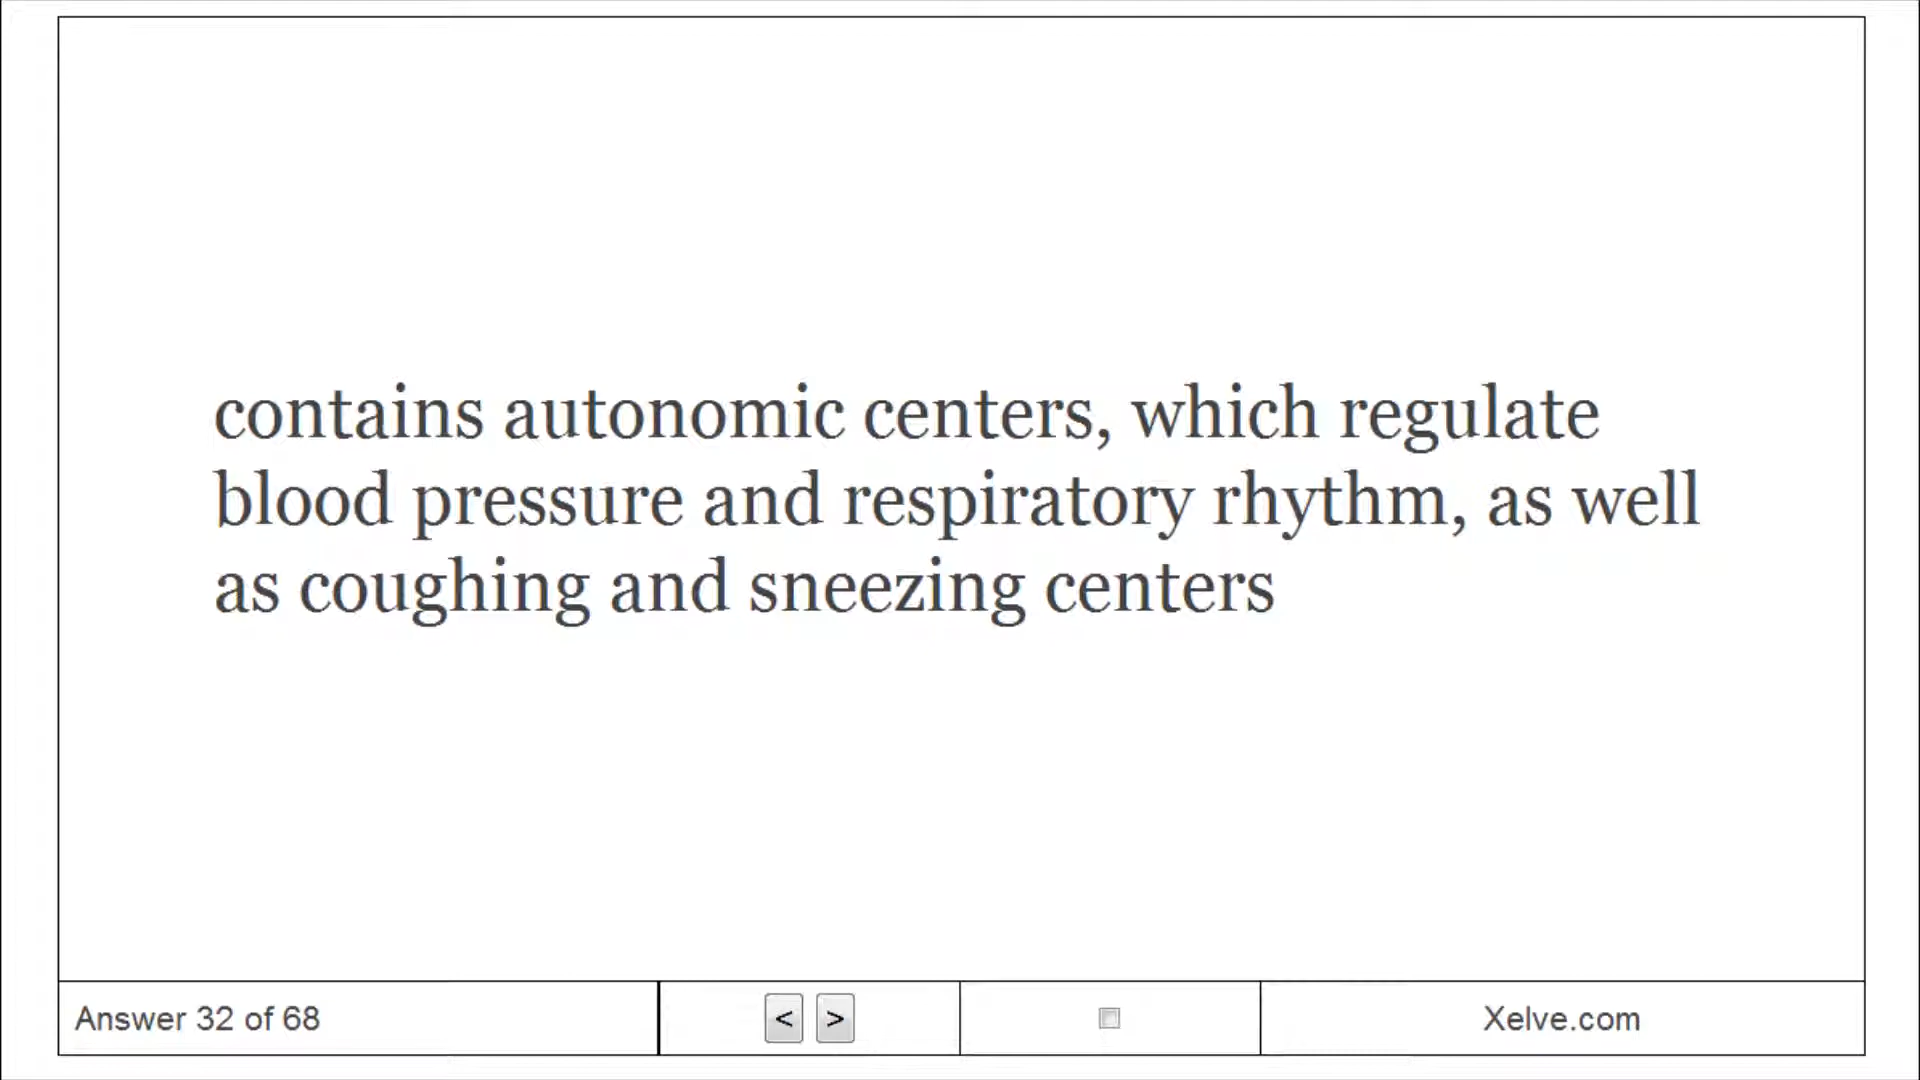 contains autonomic centers, which regulate
blood pressure and respiratory rhythm, as well
as coughing and sneezing centers
Answer 32 of 68
< >
Xelve.com